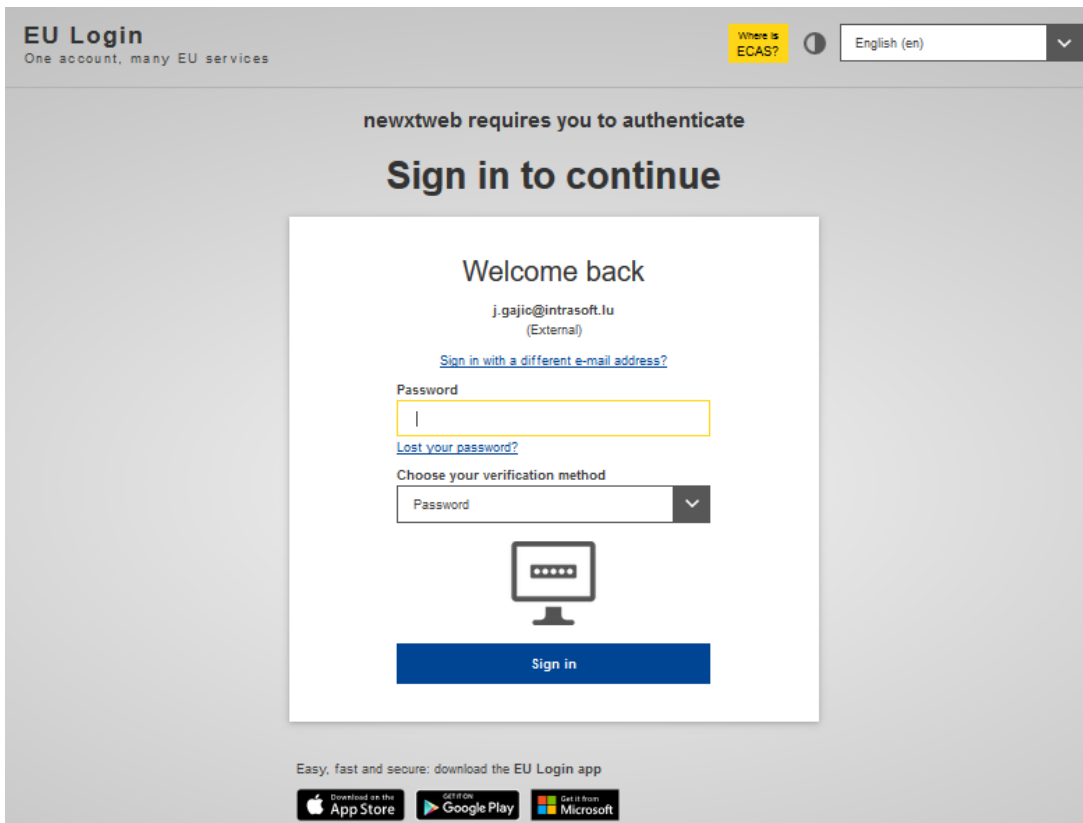 EU Login
One account, many EU services
Where is
ECAS?
English (en)
newxtweb requires you to authenticate
Sign in to continue
Welcome back
j.gajic@intrasoft.lu
(External)
Sign in with a different e-mail address?
Password
Lost your password?
Choose your verification method
Password
Sign in
Easy, fast and secure: download the EU Login app
Download on the
App Store
GET IT ON
Google Play
Get it from
Microsoft